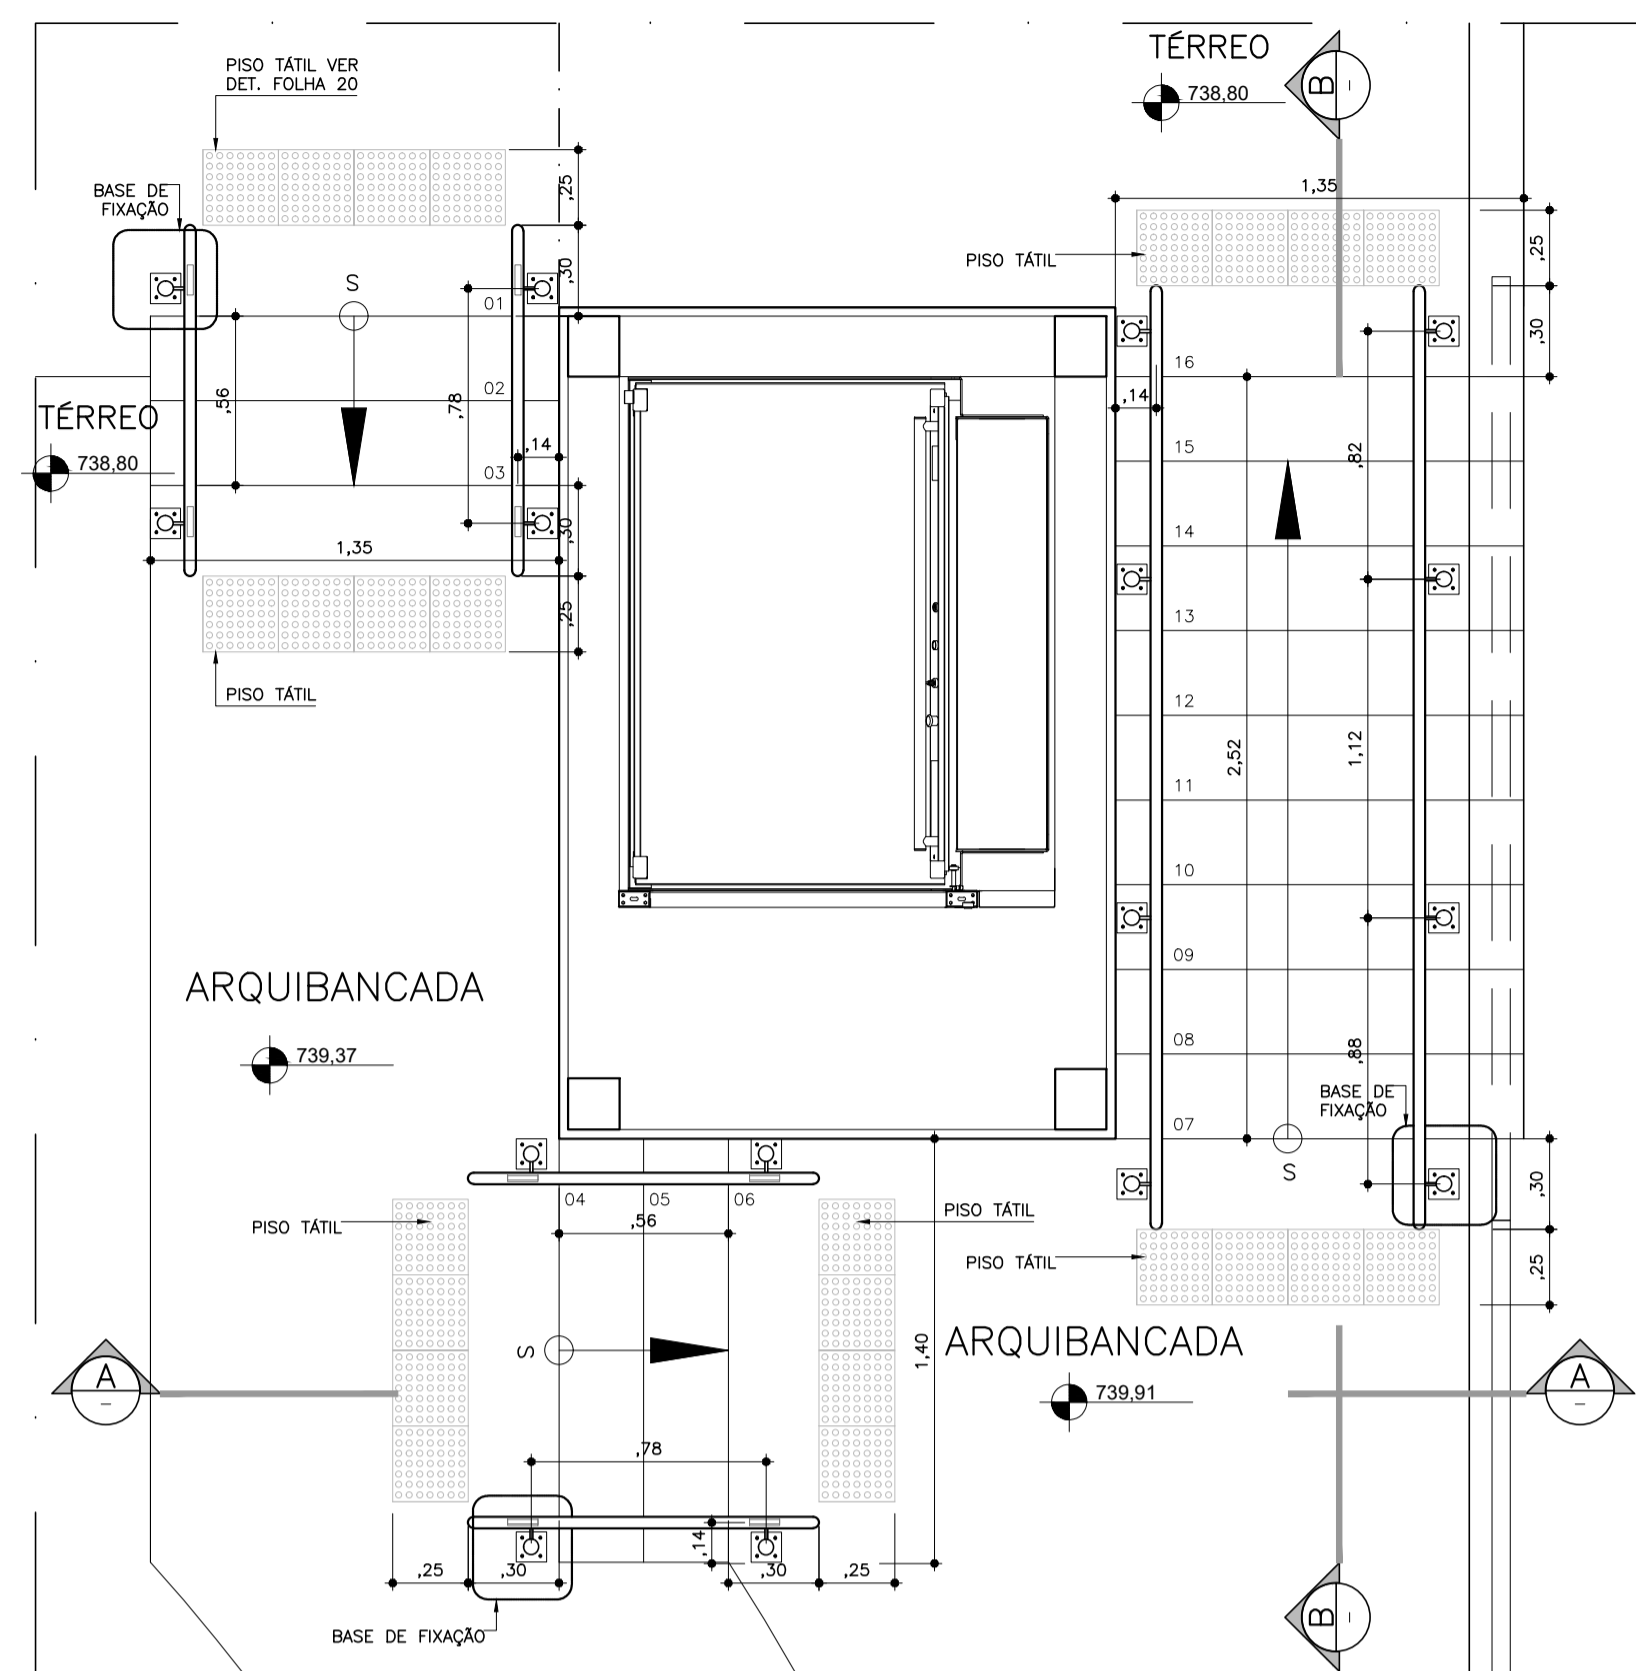 TÉRREO
738,80
B
PISO TÁTIL VER
DET. FOLHA 20
BASE DE
FIXAÇÃO
,25
,30
S
01
02
03
,56
,78
,14
TÉRREO
738,80
1,35
,30
,25
PISO TÁTIL
1,35
PISO TÁTIL
,25
,30
16
,14
15
,82
14
13
12
2,52
1,12
11
10
09
08
,88
07
BASE DE
FIXAÇÃO
S
,30
,25
ARQUIBANCADA
739,37
04 05 06
,56
PISO TÁTIL
PISO TÁTIL
PISO TÁTIL
S
1,40
ARQUIBANCADA
739,91
A
A
,78
,14
,25 ,30 ,30 ,25
BASE DE FIXAÇÃO
B